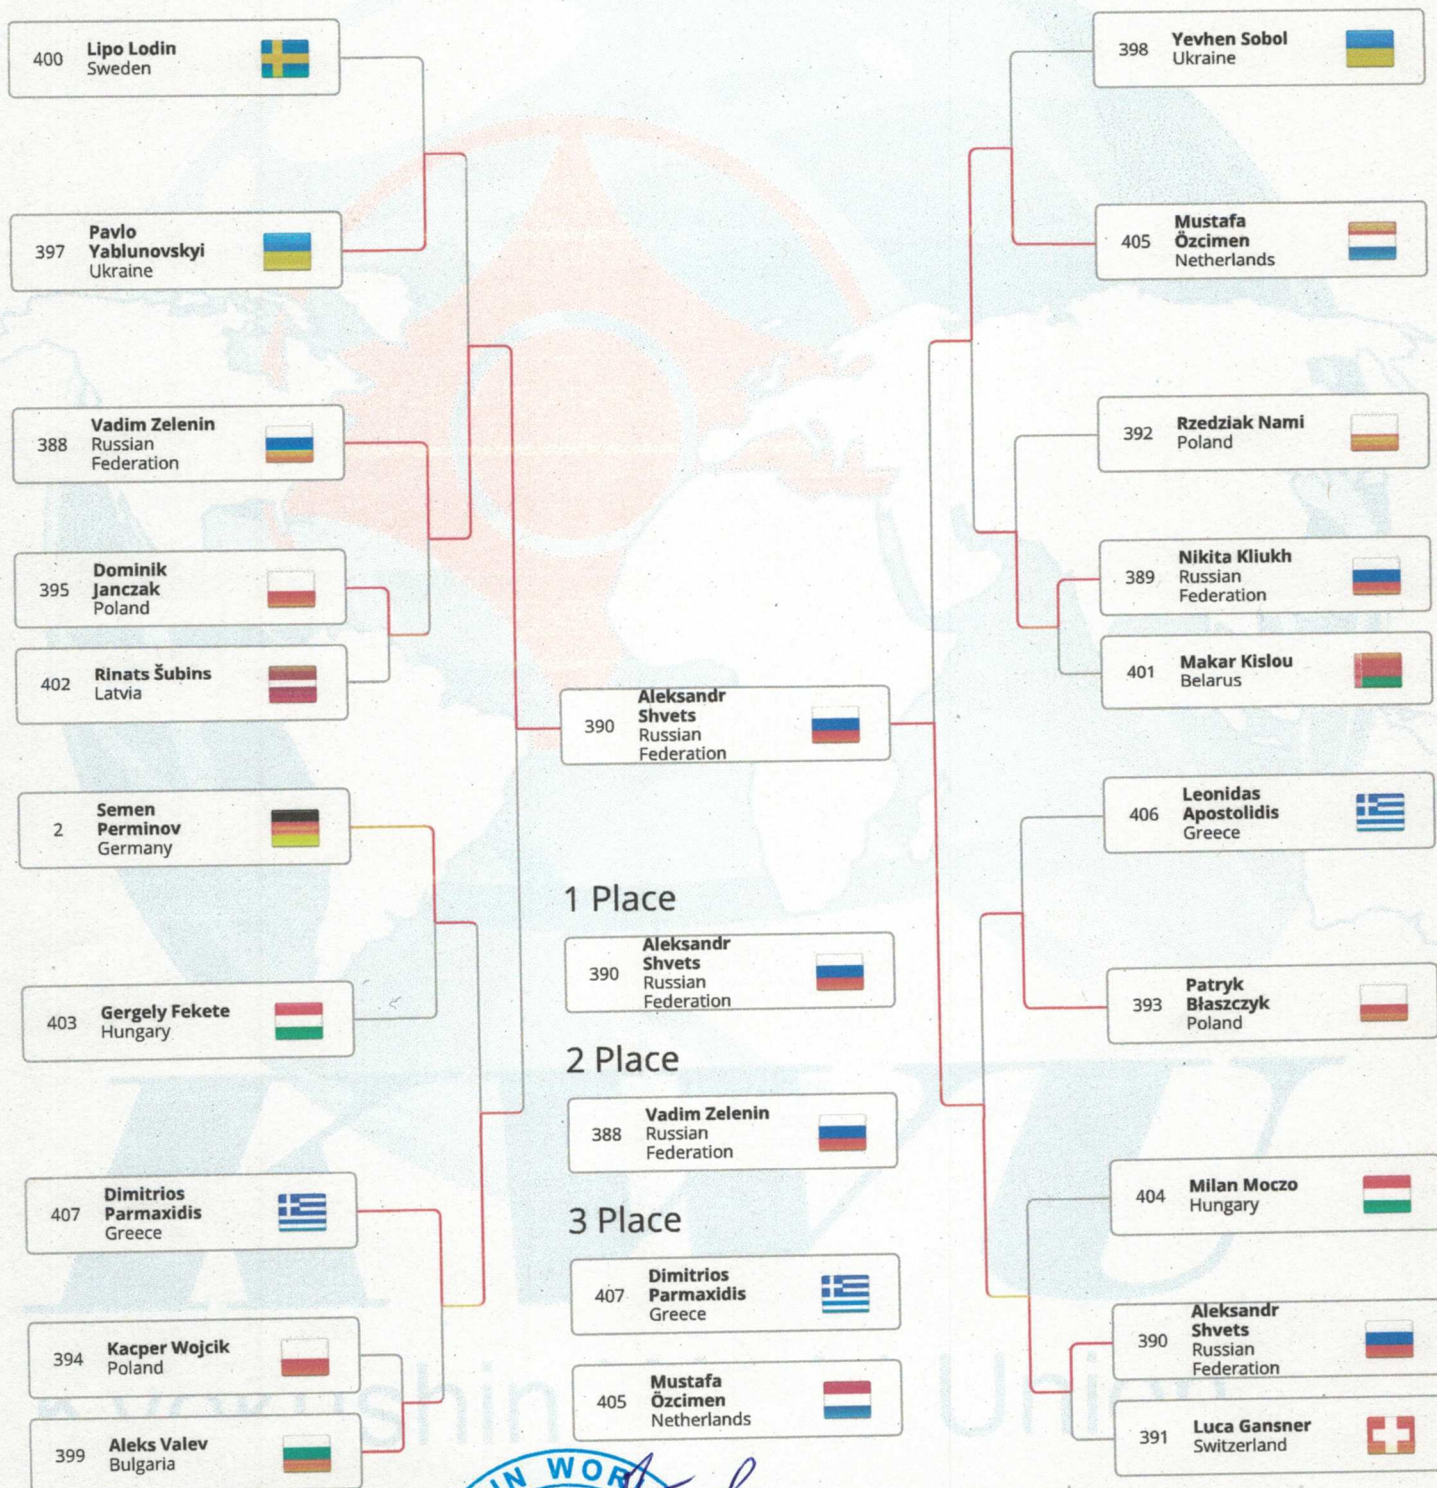 400
Lipo Lodin
Sweden
397
Pavlo
Yablunovskyi
Ukraine
388
Vadim Zelenin
Russian
Federation
395
Dominik
Janczak
Poland
402
Rinats Šubins
Latvia
2
Semen
Perminov
Germany
403
Gergely Fekete
Hungary
407
Dimitrios
Parmaxidis
Greece
394
Kacper Wojcik
Poland
399
Aleks Valev
Bulgaria
390
Aleksandr
Shvets
Russian
Federation
1 Place
390
Aleksandr
Shvets
Russian
Federation
2 Place
388
Vadim Zelenin
Russian
Federation
3 Place
407
Dimitrios
Parmaxidis
Greece
405
Mustafa
Özcimen
Netherlands
398
Yevhen Sobol
Ukraine
405
Mustafa
Özcimen
Netherlands
392
Rzedziak Nami
Poland
389
Nikita Kliukh
Russian
Federation
401
Makar Kislou
Belarus
406
Leonidas
Apostolidis
Greece
393
Patryk
Błaszczyk
Poland
404
Milan Moczo
Hungary
390
Aleksandr
Shvets
Russian
Federation
391
Luca Gansner
Switzerland
KWU
Union